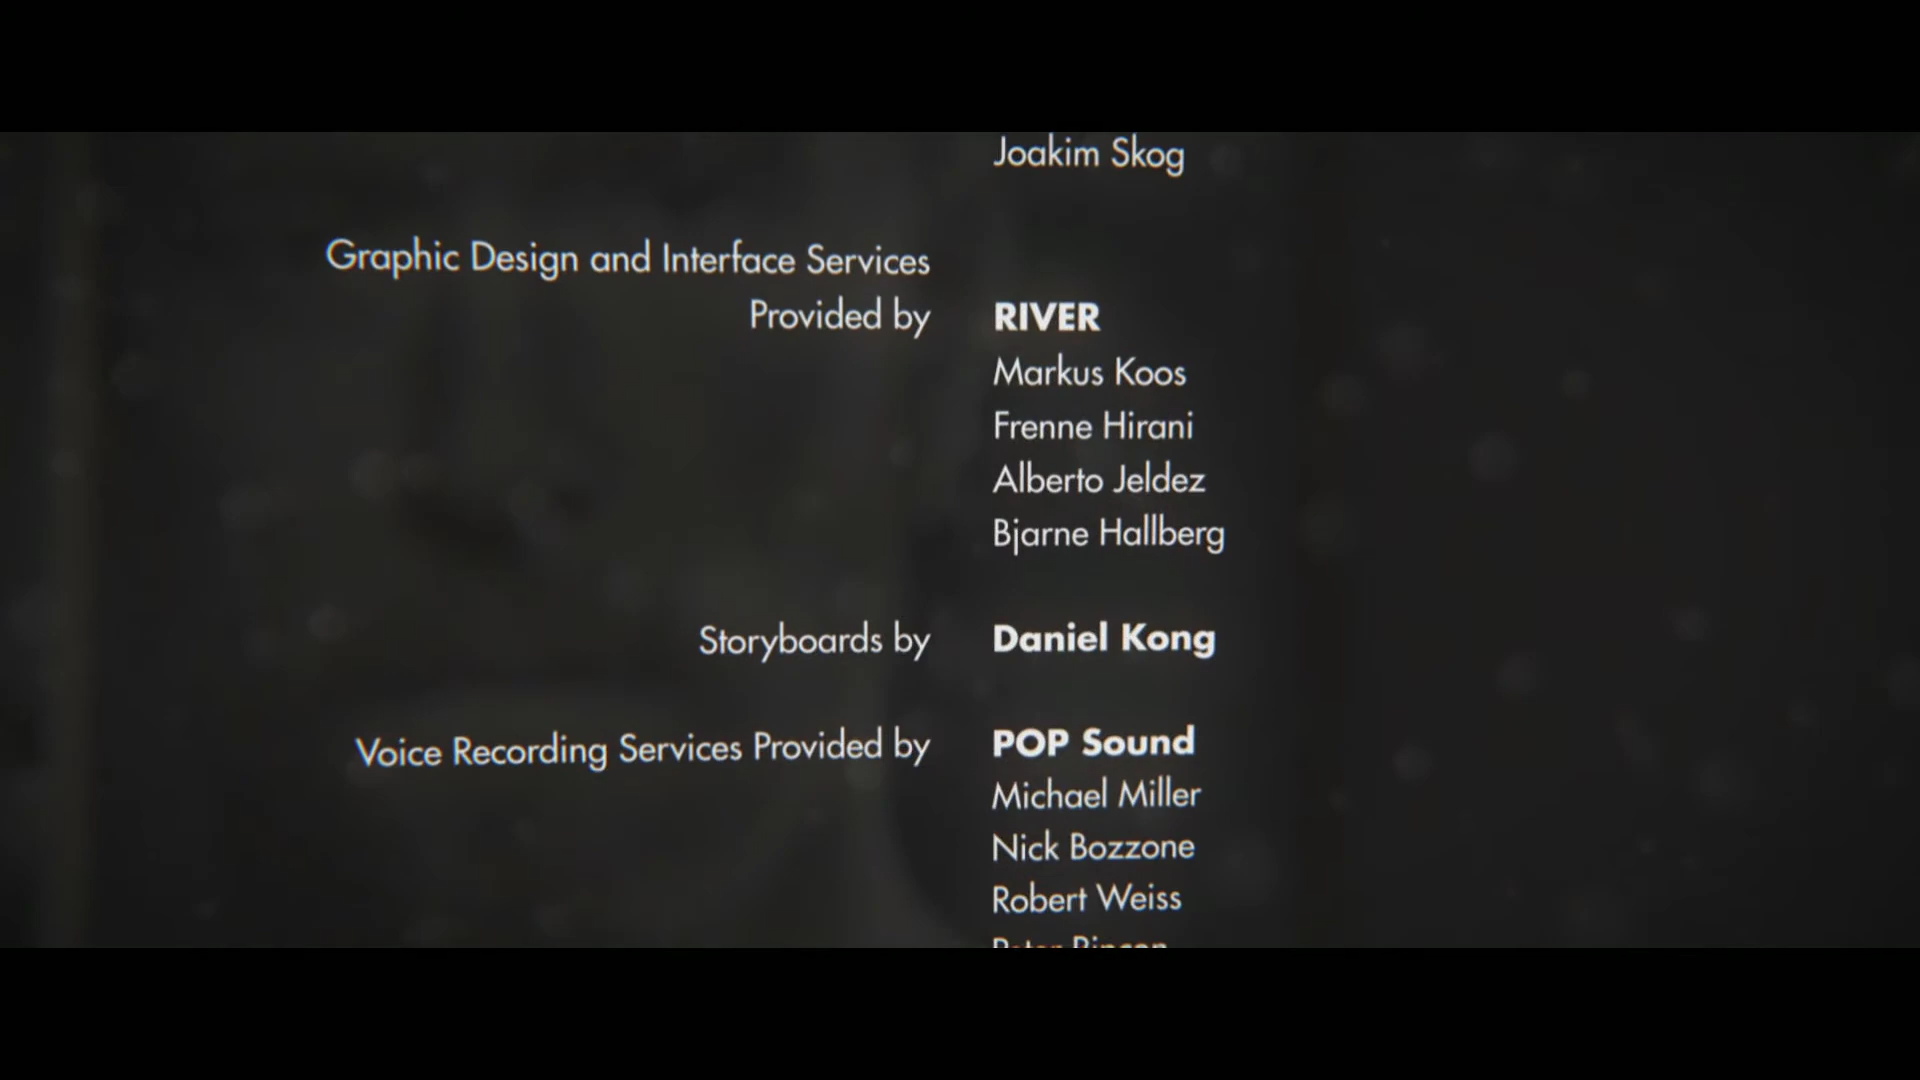 Joakim Skog
Graphic Design and Interface Services
Provided by RIVER
Markus Koos
Frenne Hirani
Alberto Jeldez
Bjarne Hallberg
Storyboards by Daniel Kong
Voice Recording Services Provided by POP Sound
Michael Miller
Nick Bozzone
Robert Weiss